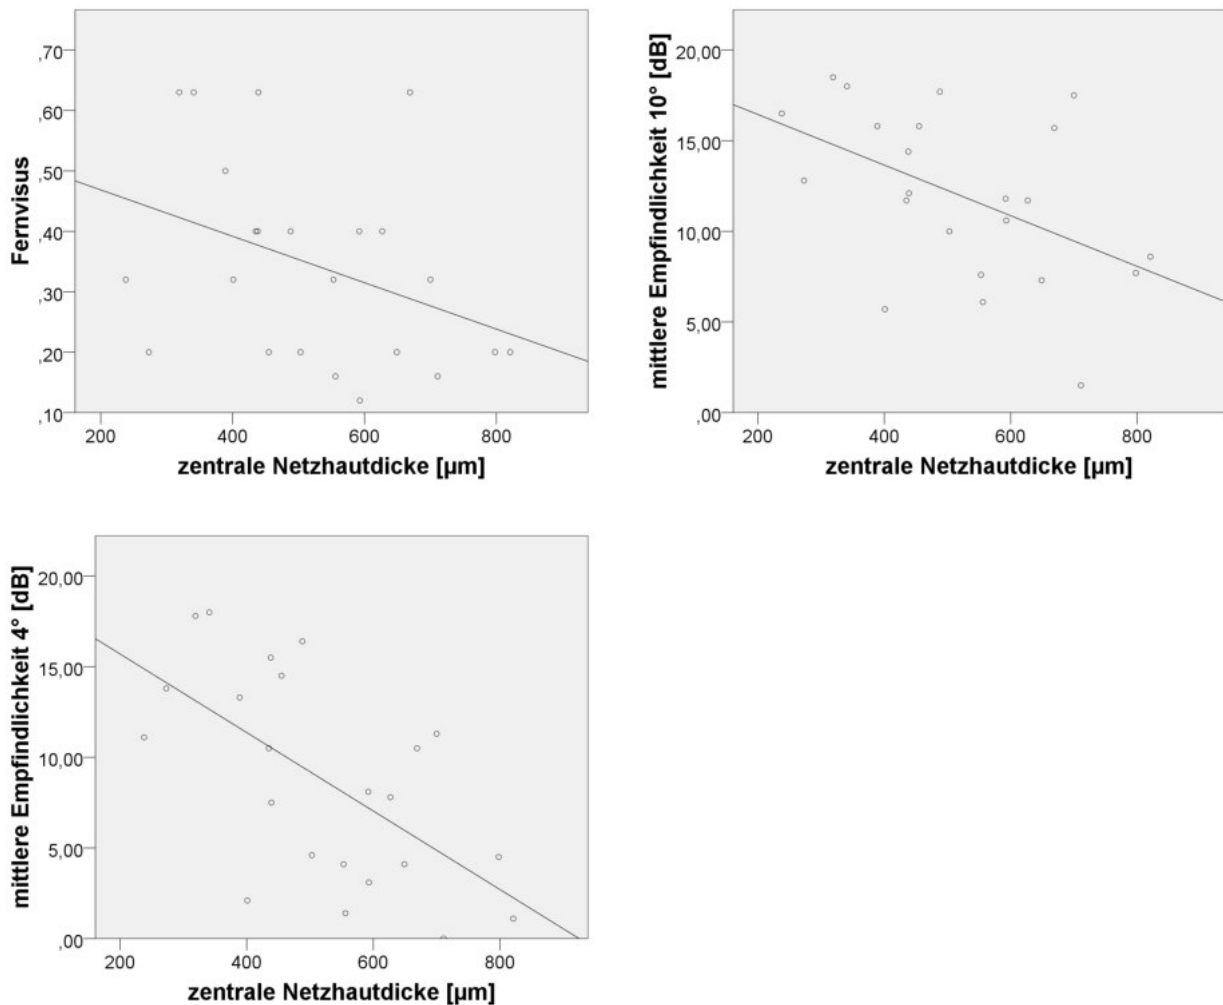 ,70
,60
,50
,40
,30
,20
,10
Fernvisus
200 400 600 800
zentrale Netzhautdicke [µm]
20,00
15,00
10,00
5,00
,00
mittlere Empfindlichkeit 10° [dB]
200 400 600 800
zentrale Netzhautdicke [µm]
20,00
15,00
10,00
5,00
,00
mittlere Empfindlichkeit 4° [dB]
200 400 600 800
zentrale Netzhautdicke [µm]